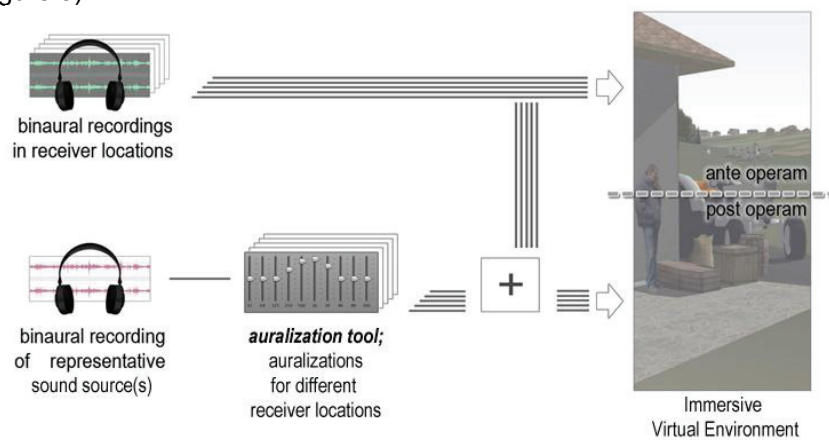 binaural recordings
in receiver locations
ante operam
post operam
+
binaural recording
of representative
sound source(s)
auralization tool;
auralizations
for different
receiver locations
Immersive
Virtual Environment